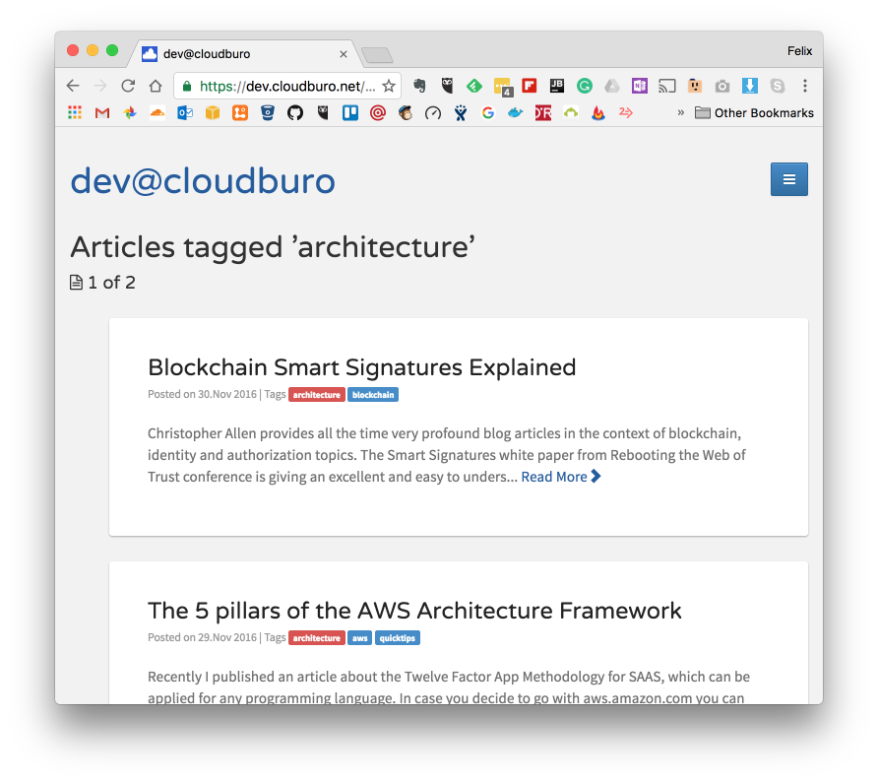 dev@cloudburo
Felix
https://dev.cloudburo.net/...
4
Other Bookmarks
dev@cloudburo
Articles tagged 'architecture'
1 of 2
Blockchain Smart Signatures Explained
Posted on 30.Nov 2016 | Tags architecture blockchain
Christopher Allen provides all the time very profound blog articles in the context of blockchain,
identity and authorization topics. The Smart Signatures white paper from Rebooting the Web of
Trust conference is giving an excellent and easy to unders... Read More
The 5 pillars of the AWS Architecture Framework
Posted on 29.Nov 2016 | Tags architecture aws quicktips
Recently I published an article about the Twelve Factor App Methodology for SAAS, which can be
applied for any programming language. In case you decide to go with aws.amazon.com you can